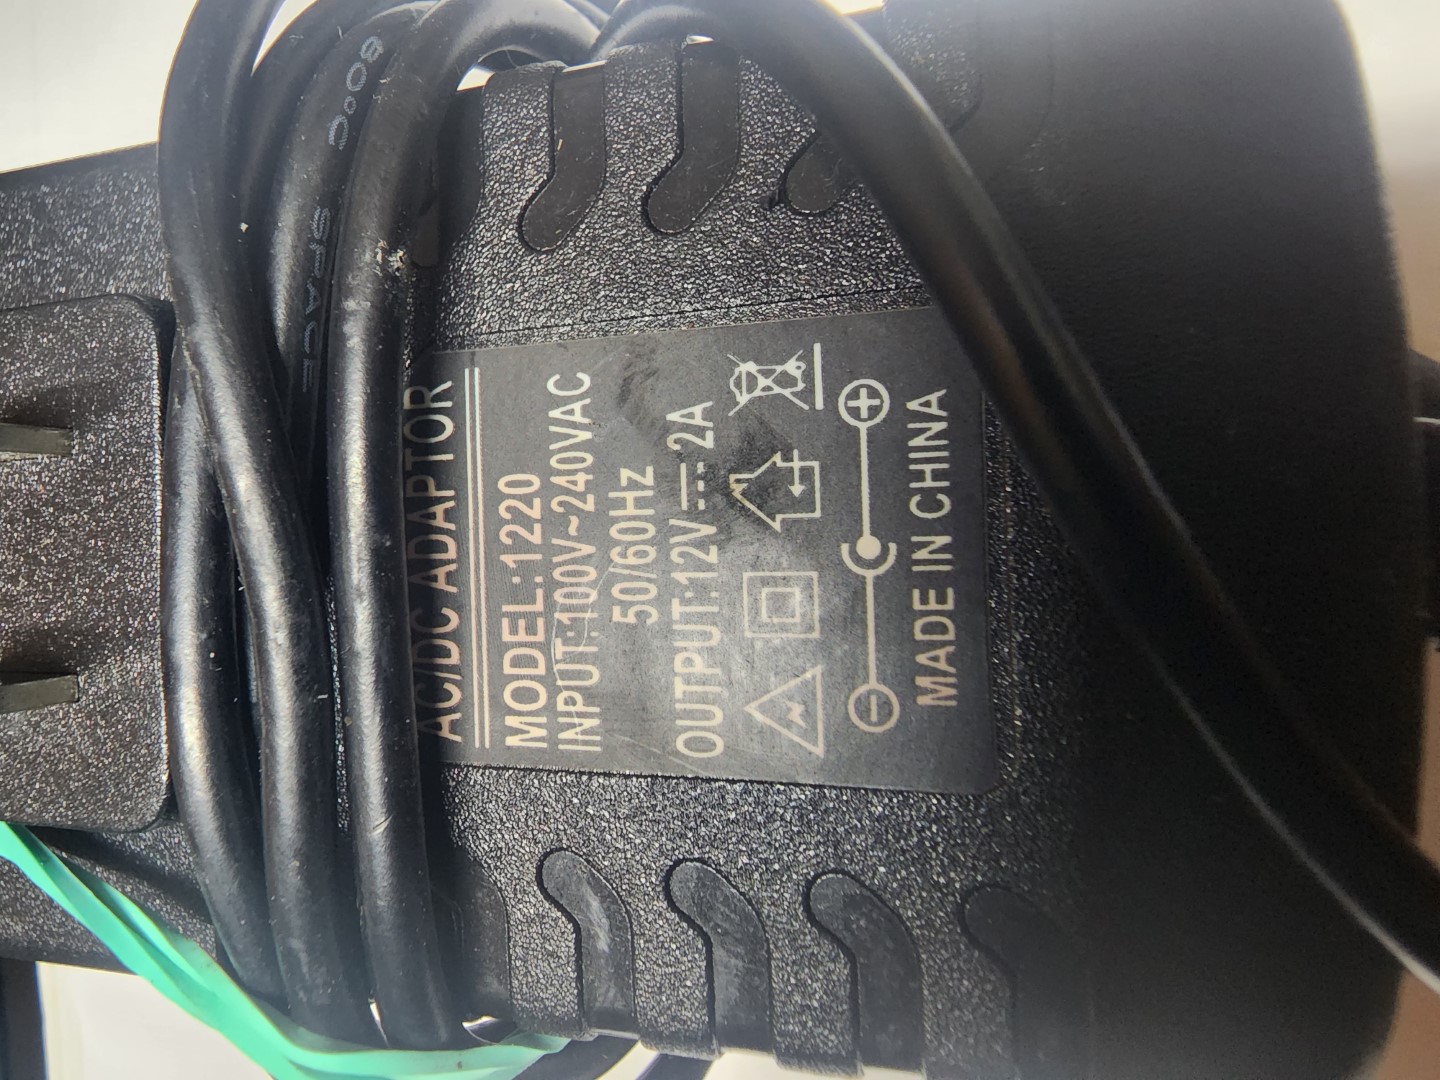 80°C SPACE
AC/DC ADAPTOR
MODEL:1220
INPUT:100V~240VAC
50/60Hz
OUTPUT:12V⎓2A
MADE IN CHINA